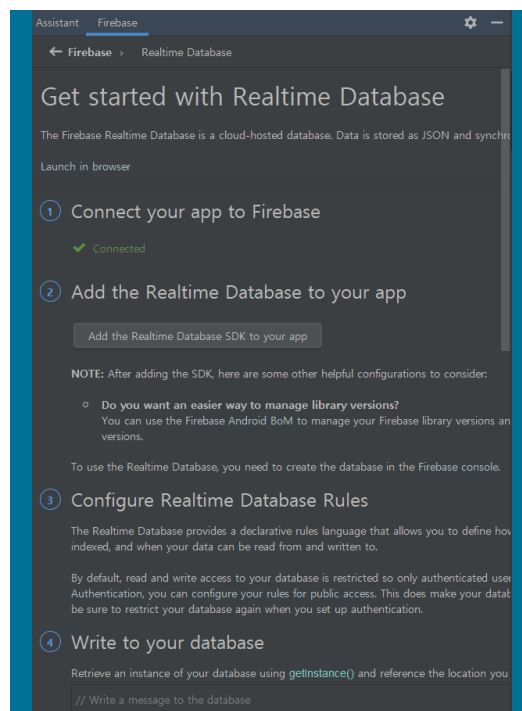 Assistant Firebase
Firebase › Realtime Database
Get started with Realtime Database
The Firebase Realtime Database is a cloud-hosted database. Data is stored as JSON and synchro
Launch in browser
1 Connect your app to Firebase
Connected
2 Add the Realtime Database to your app
Add the Realtime Database SDK to your app
NOTE: After adding the SDK, here are some other helpful configurations to consider:
Do you want an easier way to manage library versions?
You can use the Firebase Android BoM to manage your Firebase library versions an
versions.
To use the Realtime Database, you need to create the database in the Firebase console.
3 Configure Realtime Database Rules
The Realtime Database provides a declarative rules language that allows you to define how
indexed, and when your data can be read from and written to.
By default, read and write access to your database is restricted so only authenticated user
Authentication, you can configure your rules for public access. This does make your datab
be sure to restrict your database again when you set up authentication.
4 Write to your database
Retrieve an instance of your database using getInstance() and reference the location you
// Write a message to the database